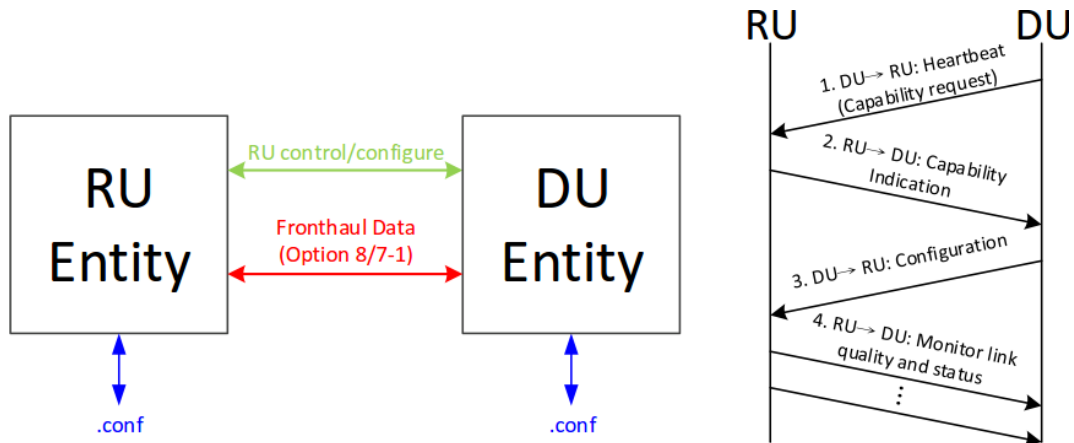 RU
Entity
RU control/configure
Fronthaul Data
(Option 8/7-1)
DU
Entity
.conf
.conf
RU
DU
1. DU→ RU: Heartbeat
(Capability request)
2. RU→ DU: Capability
Indication
3. DU→ RU: Configuration
4. RU→ DU: Monitor link
quality and status
⋮